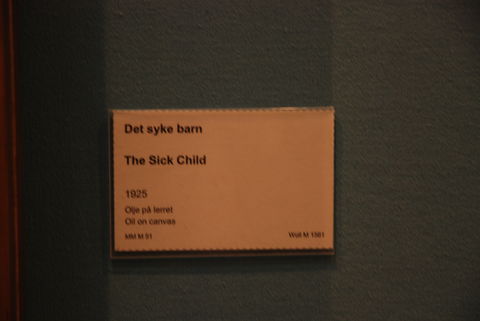 Det syke barn
The Sick Child
1925
Olje på lerret
Oil on canvas
MM M 51 Woll M 1581